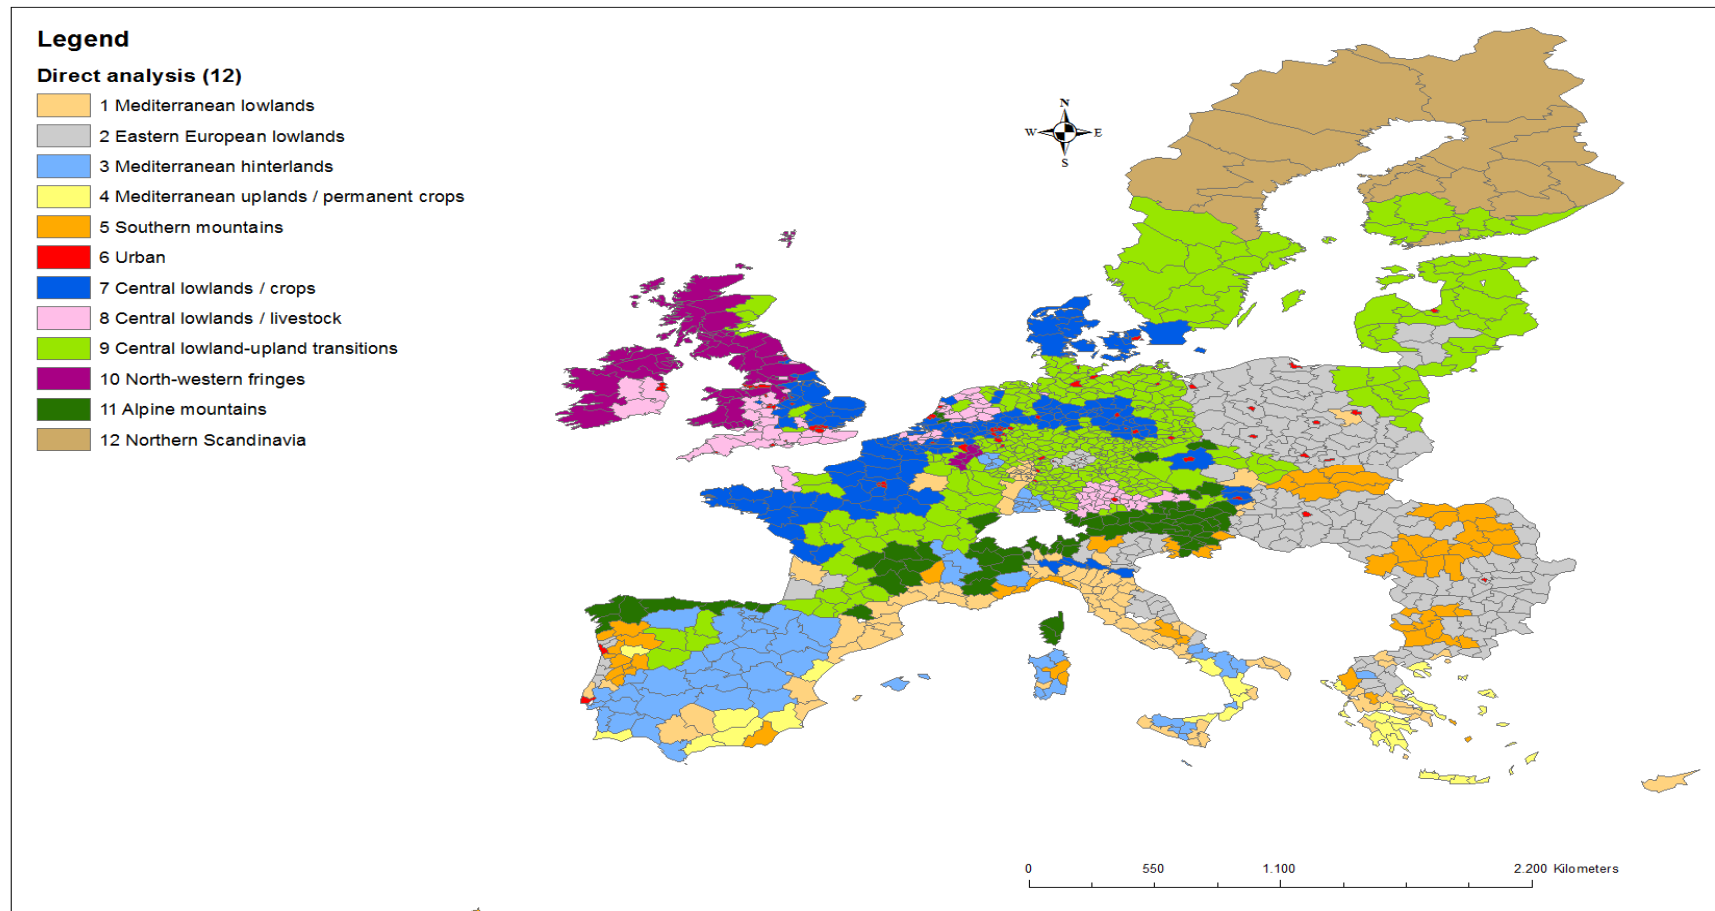 Legend
Direct analysis (12)
1 Mediterranean lowlands
2 Eastern European lowlands
3 Mediterranean hinterlands
4 Mediterranean uplands / permanent crops
5 Southern mountains
6 Urban
7 Central lowlands / crops
8 Central lowlands / livestock
9 Central lowland-upland transitions
10 North-western fringes
11 Alpine mountains
12 Northern Scandinavia
N
W E
S
0 550 1.100 2.200 Kilometers